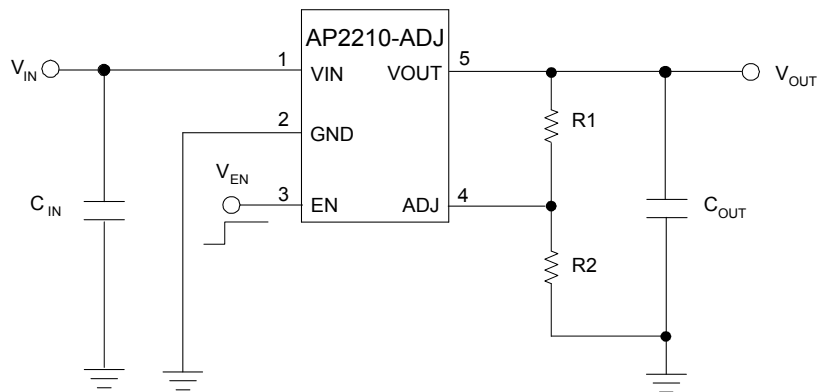 AP2210-ADJ
V_IN
1
VIN
VOUT
5
V_OUT
2
GND
R1
V_EN
3
EN
ADJ
4
C_IN
C_OUT
R2